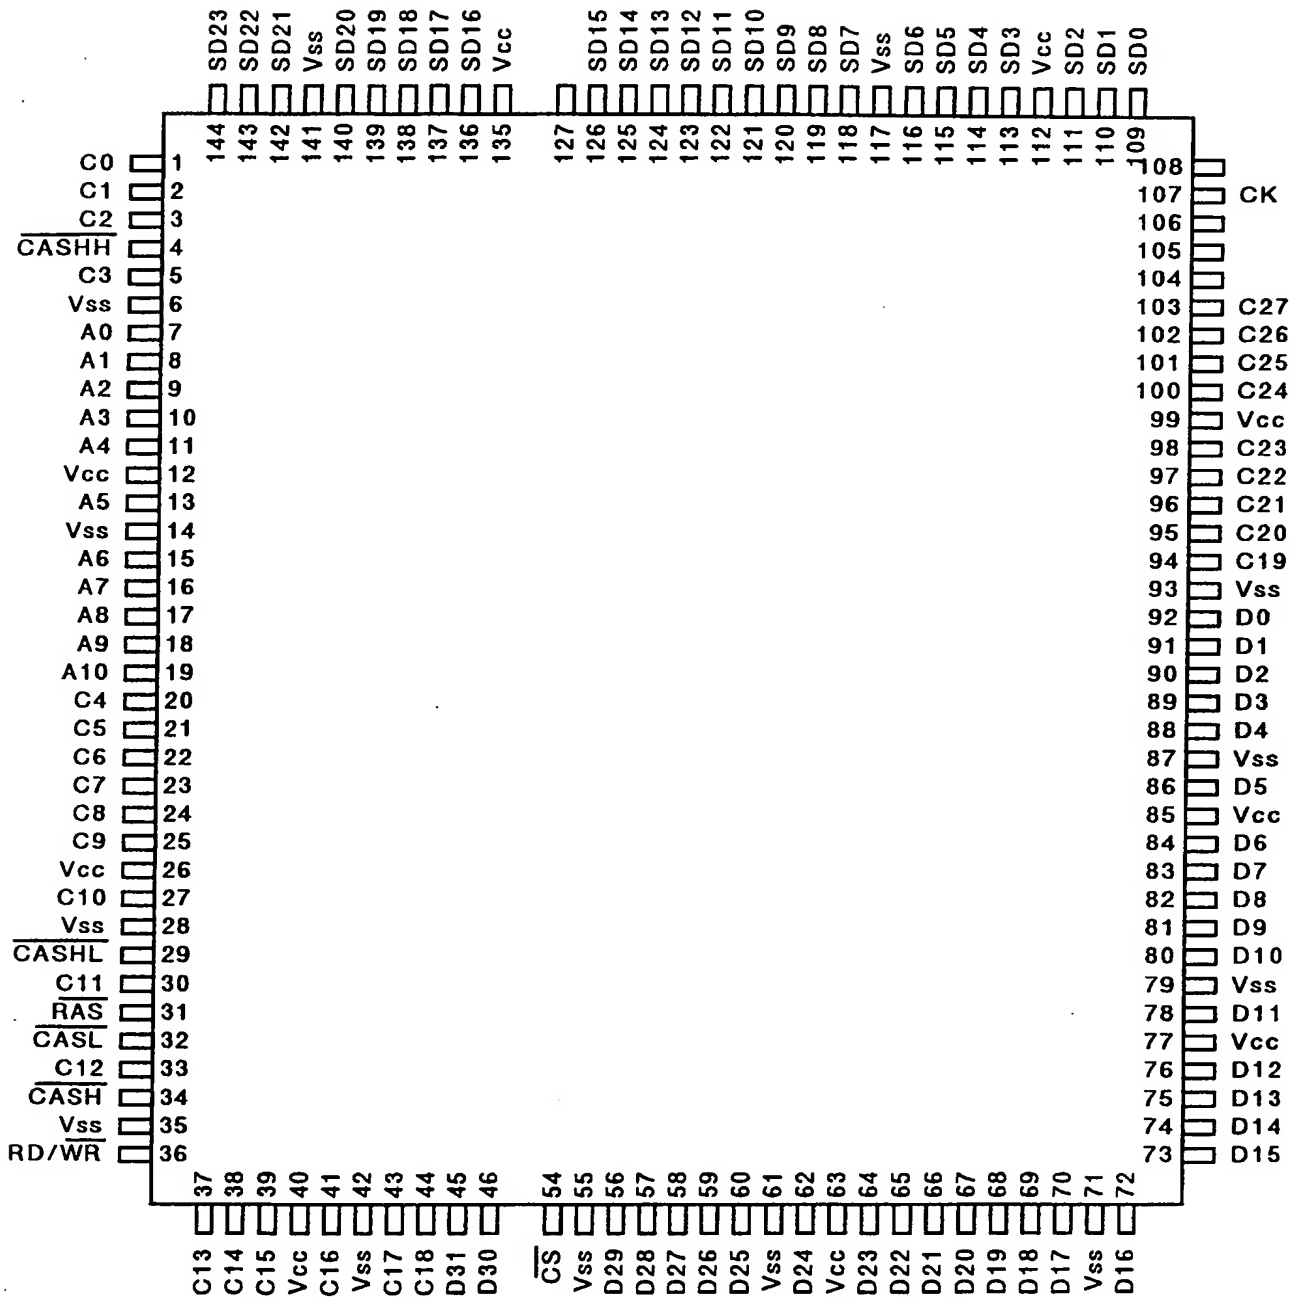 SD23 SD22 SD21 Vss SD20 SD19 SD18 SD17 SD16 Vcc SD15 SD14 SD13 SD12 SD11 SD10 SD9 SD8 SD7 Vss SD6 SD5 SD4 SD3 Vcc SD2 SD1 SD0
144 143 142 141 140 139 138 137 136 135 127 126 125 124 123 122 121 120 119 118 117 116 115 114 113 112 111 110 109
C0 1
C1 2
C2 3
CASHH 4
C3 5
Vss 6
A0 7
A1 8
A2 9
A3 10
A4 11
Vcc 12
A5 13
Vss 14
A6 15
A7 16
A8 17
A9 18
A10 19
C4 20
C5 21
C6 22
C7 23
C8 24
C9 25
Vcc 26
C10 27
Vss 28
CASHL 29
C11 30
RAS 31
CASL 32
C12 33
CASH 34
Vss 35
RD/WR 36
108
107 CK
106
105
104
103 C27
102 C26
101 C25
100 C24
99 Vcc
98 C23
97 C22
96 C21
95 C20
94 C19
93 Vss
92 D0
91 D1
90 D2
89 D3
88 D4
87 Vss
86 D5
85 Vcc
84 D6
83 D7
82 D8
81 D9
80 D10
79 Vss
78 D11
77 Vcc
76 D12
75 D13
74 D14
73 D15
37 38 39 40 41 42 43 44 45 46 54 55 56 57 58 59 60 61 62 63 64 65 66 67 68 69 70 71 72
C13 C14 C15 Vcc C16 Vss C17 C18 D31 D30 CS Vss D29 D28 D27 D26 D25 Vss D24 Vcc D23 D22 D21 D20 D19 D18 D17 Vss D16